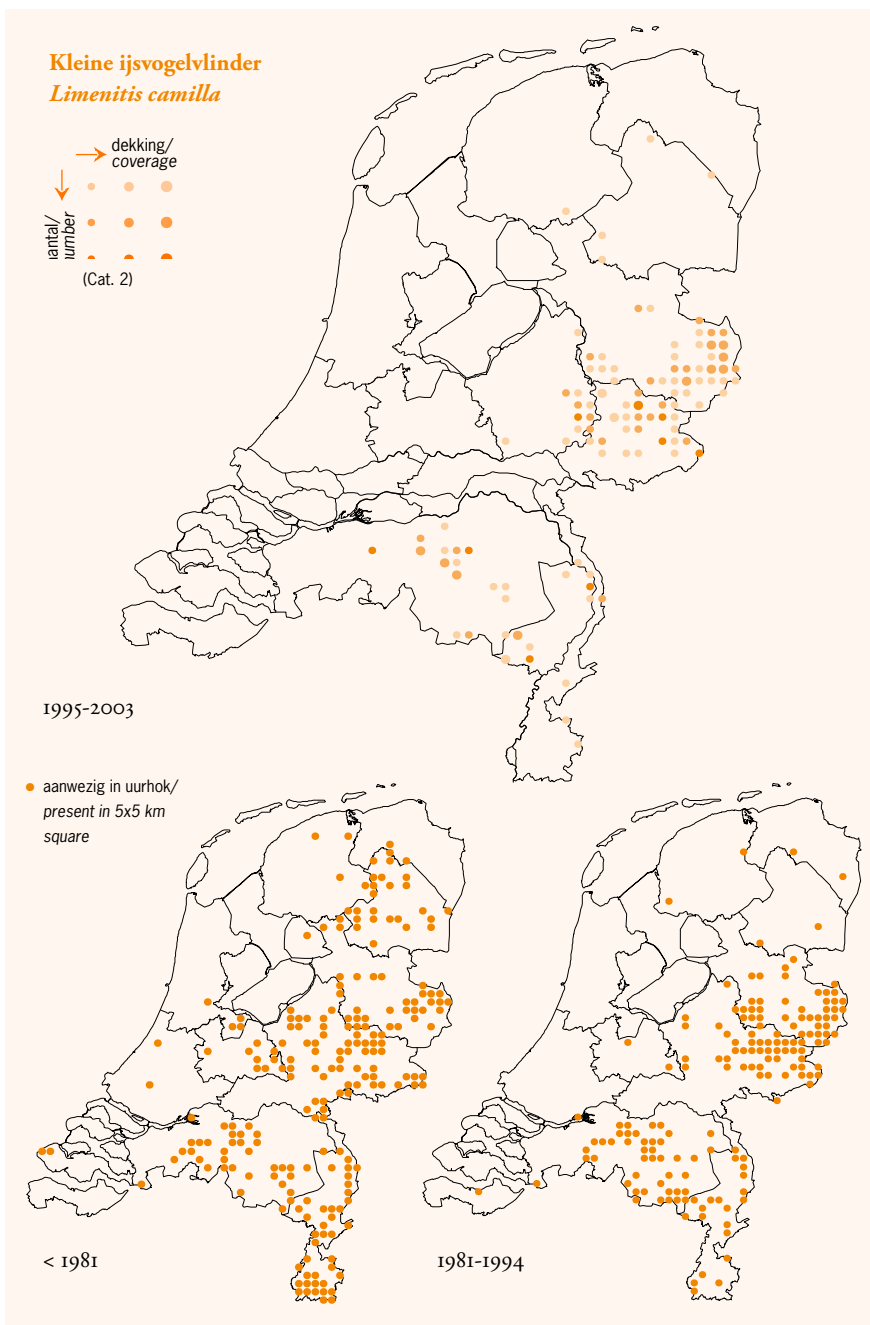 Kleine ijsvogelvlinder
Limenitis camilla
dekking/
coverage
(Cat. 2)
1995-2003
aanwezig in uurhok/
present in 5x5 km
square
< 1981
1981-1994